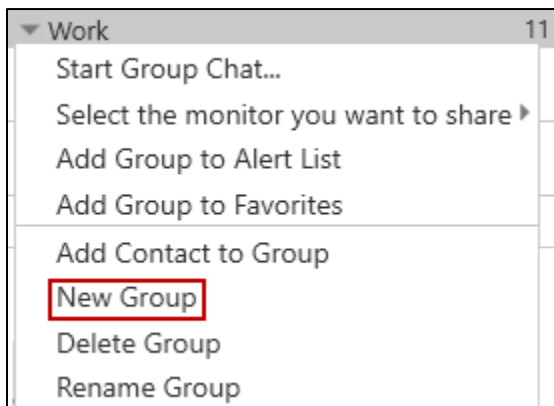 Work 11
Start Group Chat...
Select the monitor you want to share
Add Group to Alert List
Add Group to Favorites
Add Contact to Group
New Group
Delete Group
Rename Group